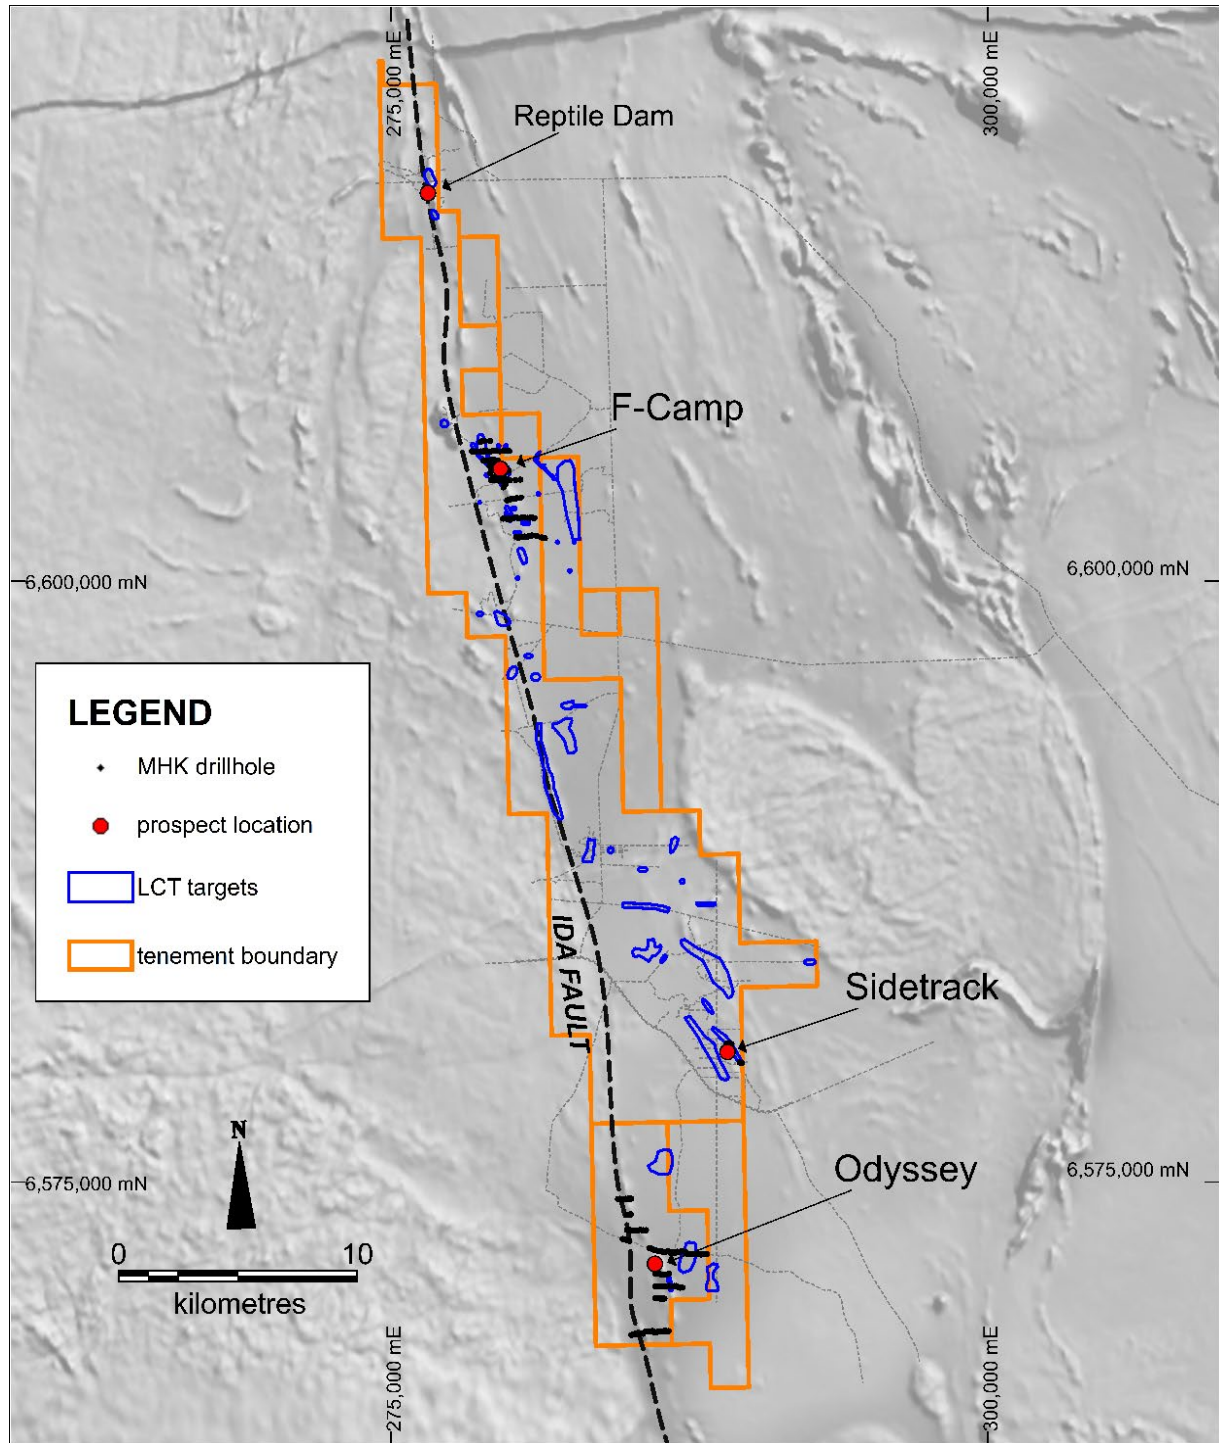 275,000 mE
300,000 mE
Reptile Dam
F-Camp
6,600,000 mN
6,600,000 mN
LEGEND
MHK drillhole
prospect location
LCT targets
tenement boundary
IDA FAULT
Sidetrack
N
Odyssey
6,575,000 mN
6,575,000 mN
0 10
kilometres
275,000 mE
300,000 mE